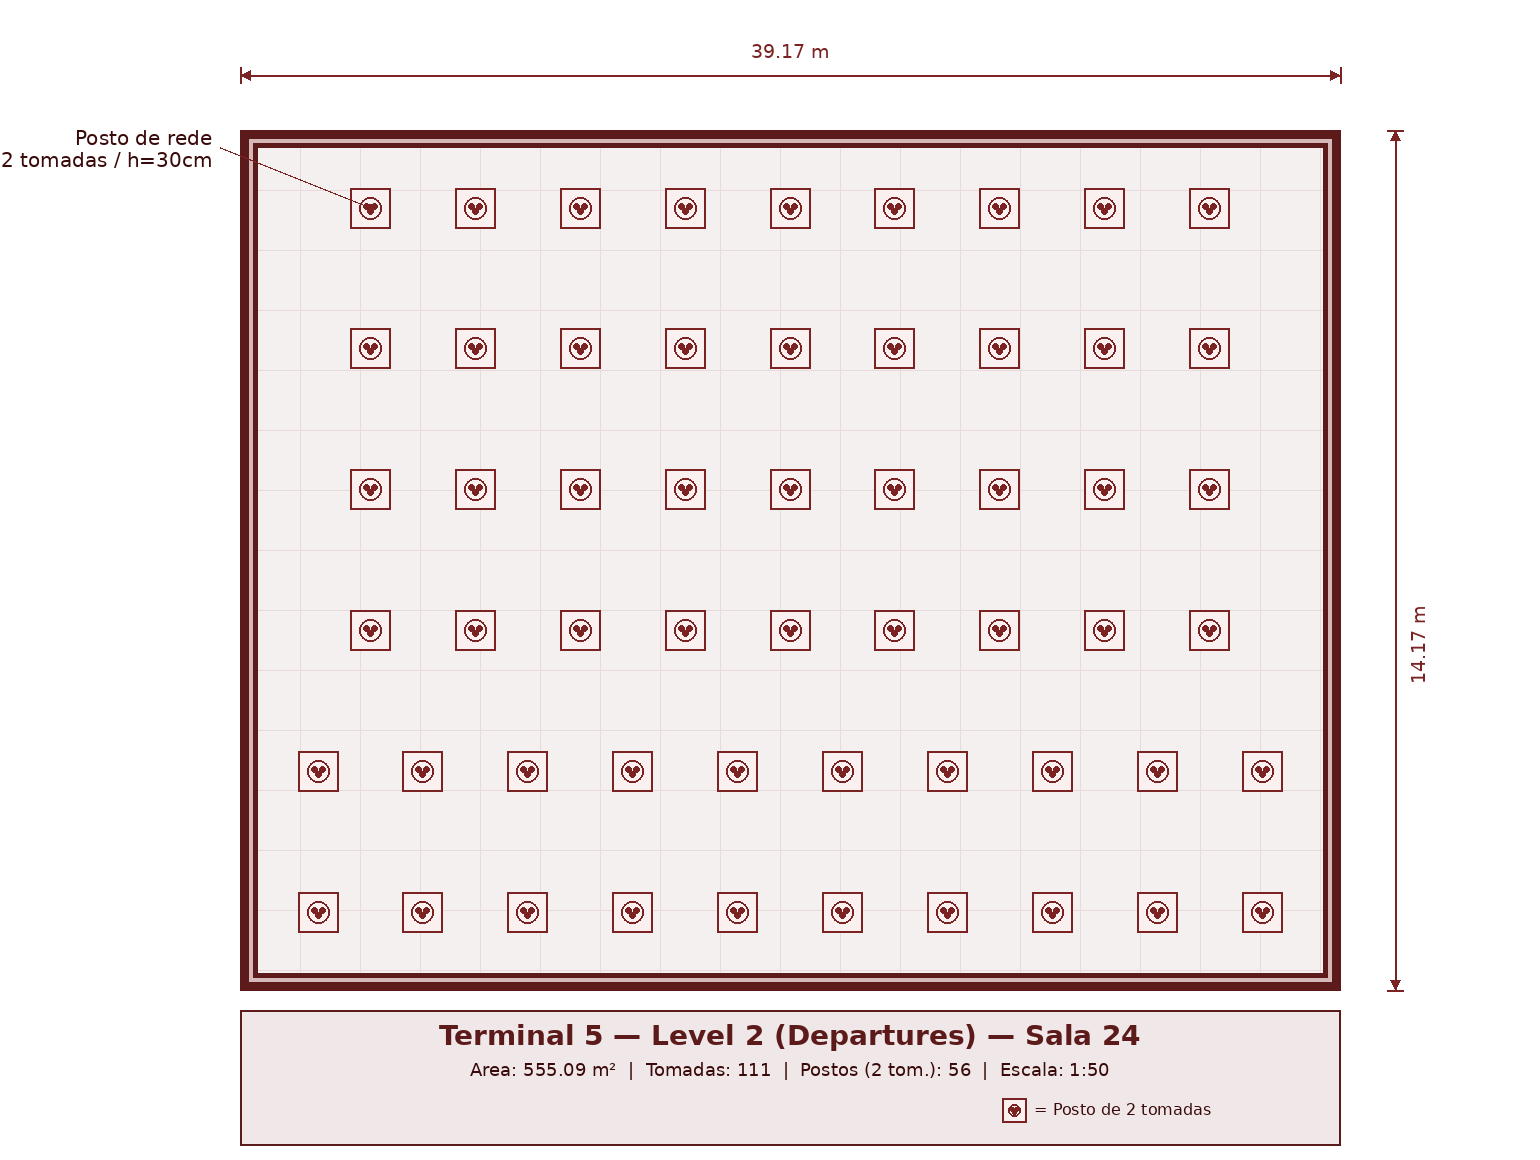 39.17 m
Posto de rede
2 tomadas / h=30cm
14.17 m
Terminal 5 — Level 2 (Departures) — Sala 24
Area: 555.09 m² | Tomadas: 111 | Postos (2 tom.): 56 | Escala: 1:50
= Posto de 2 tomadas